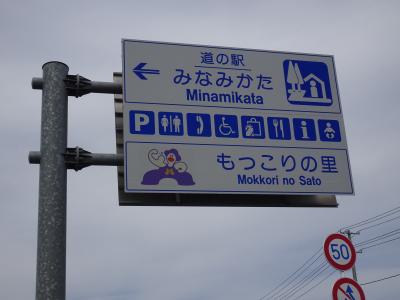 道の駅
みなみかた
Minamikata
P
i
もっこりの里
Mokkori no Sato
50